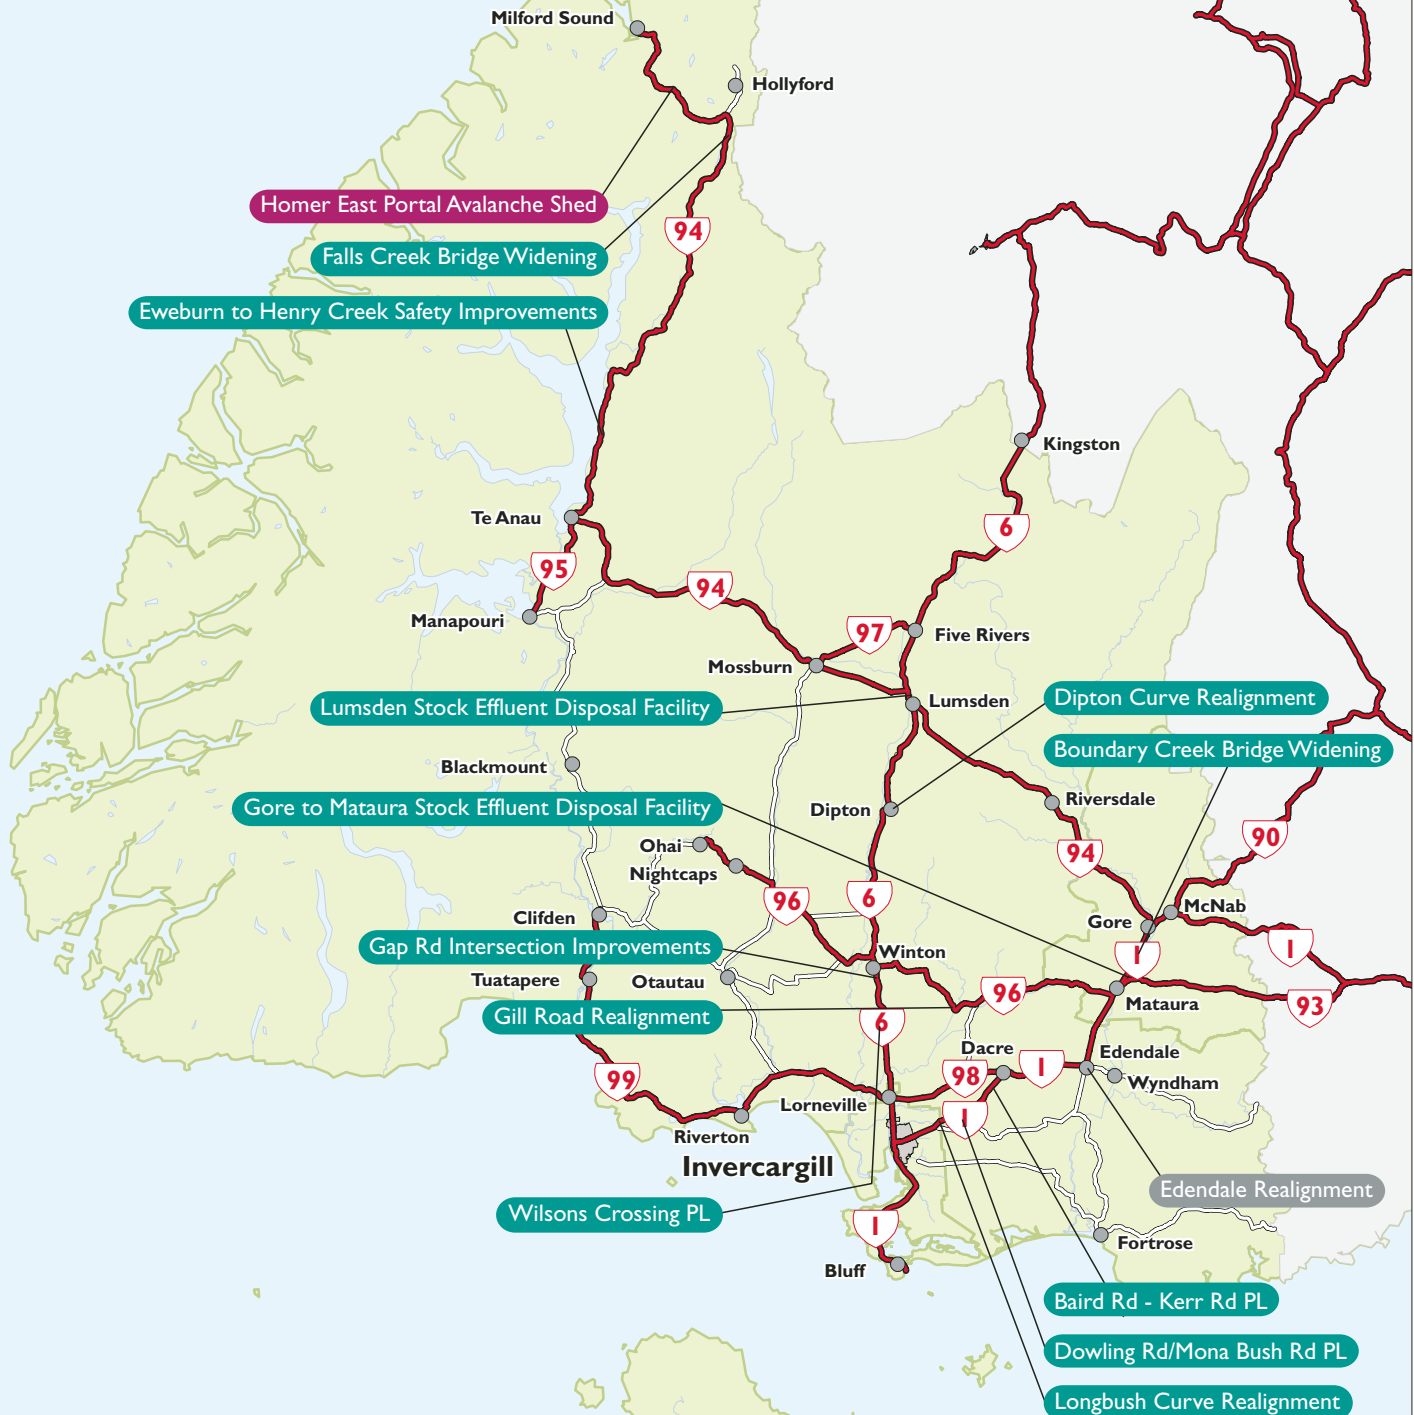 Milford Sound
Hollyford
Homer East Portal Avalanche Shed
94
Falls Creek Bridge Widening
Eweburn to Henry Creek Safety Improvements
Kingston
Te Anau
6
95
94
Manapouri
97
Five Rivers
Mossburn
Lumsden Stock Effluent Disposal Facility
Lumsden
Dipton Curve Realignment
Boundary Creek Bridge Widening
Blackmount
Gore to Mataura Stock Effluent Disposal Facility
Dipton
Riversdale
Ohai
94
90
Nightcaps
96
6
McNab
Clifden
Gore
Gap Rd Intersection Improvements
Winton
1
1
Tuatapere
Otautau
96
Mataura
93
Gill Road Realignment
6
Dacre
Edendale
99
98
1
Wyndham
Lorneville
Riverton
1
Invercargill
Edendale Realignment
Wilsons Crossing PL
1
Fortrose
Bluff
Baird Rd - Kerr Rd PL
Dowling Rd/Mona Bush Rd PL
Longbush Curve Realignment